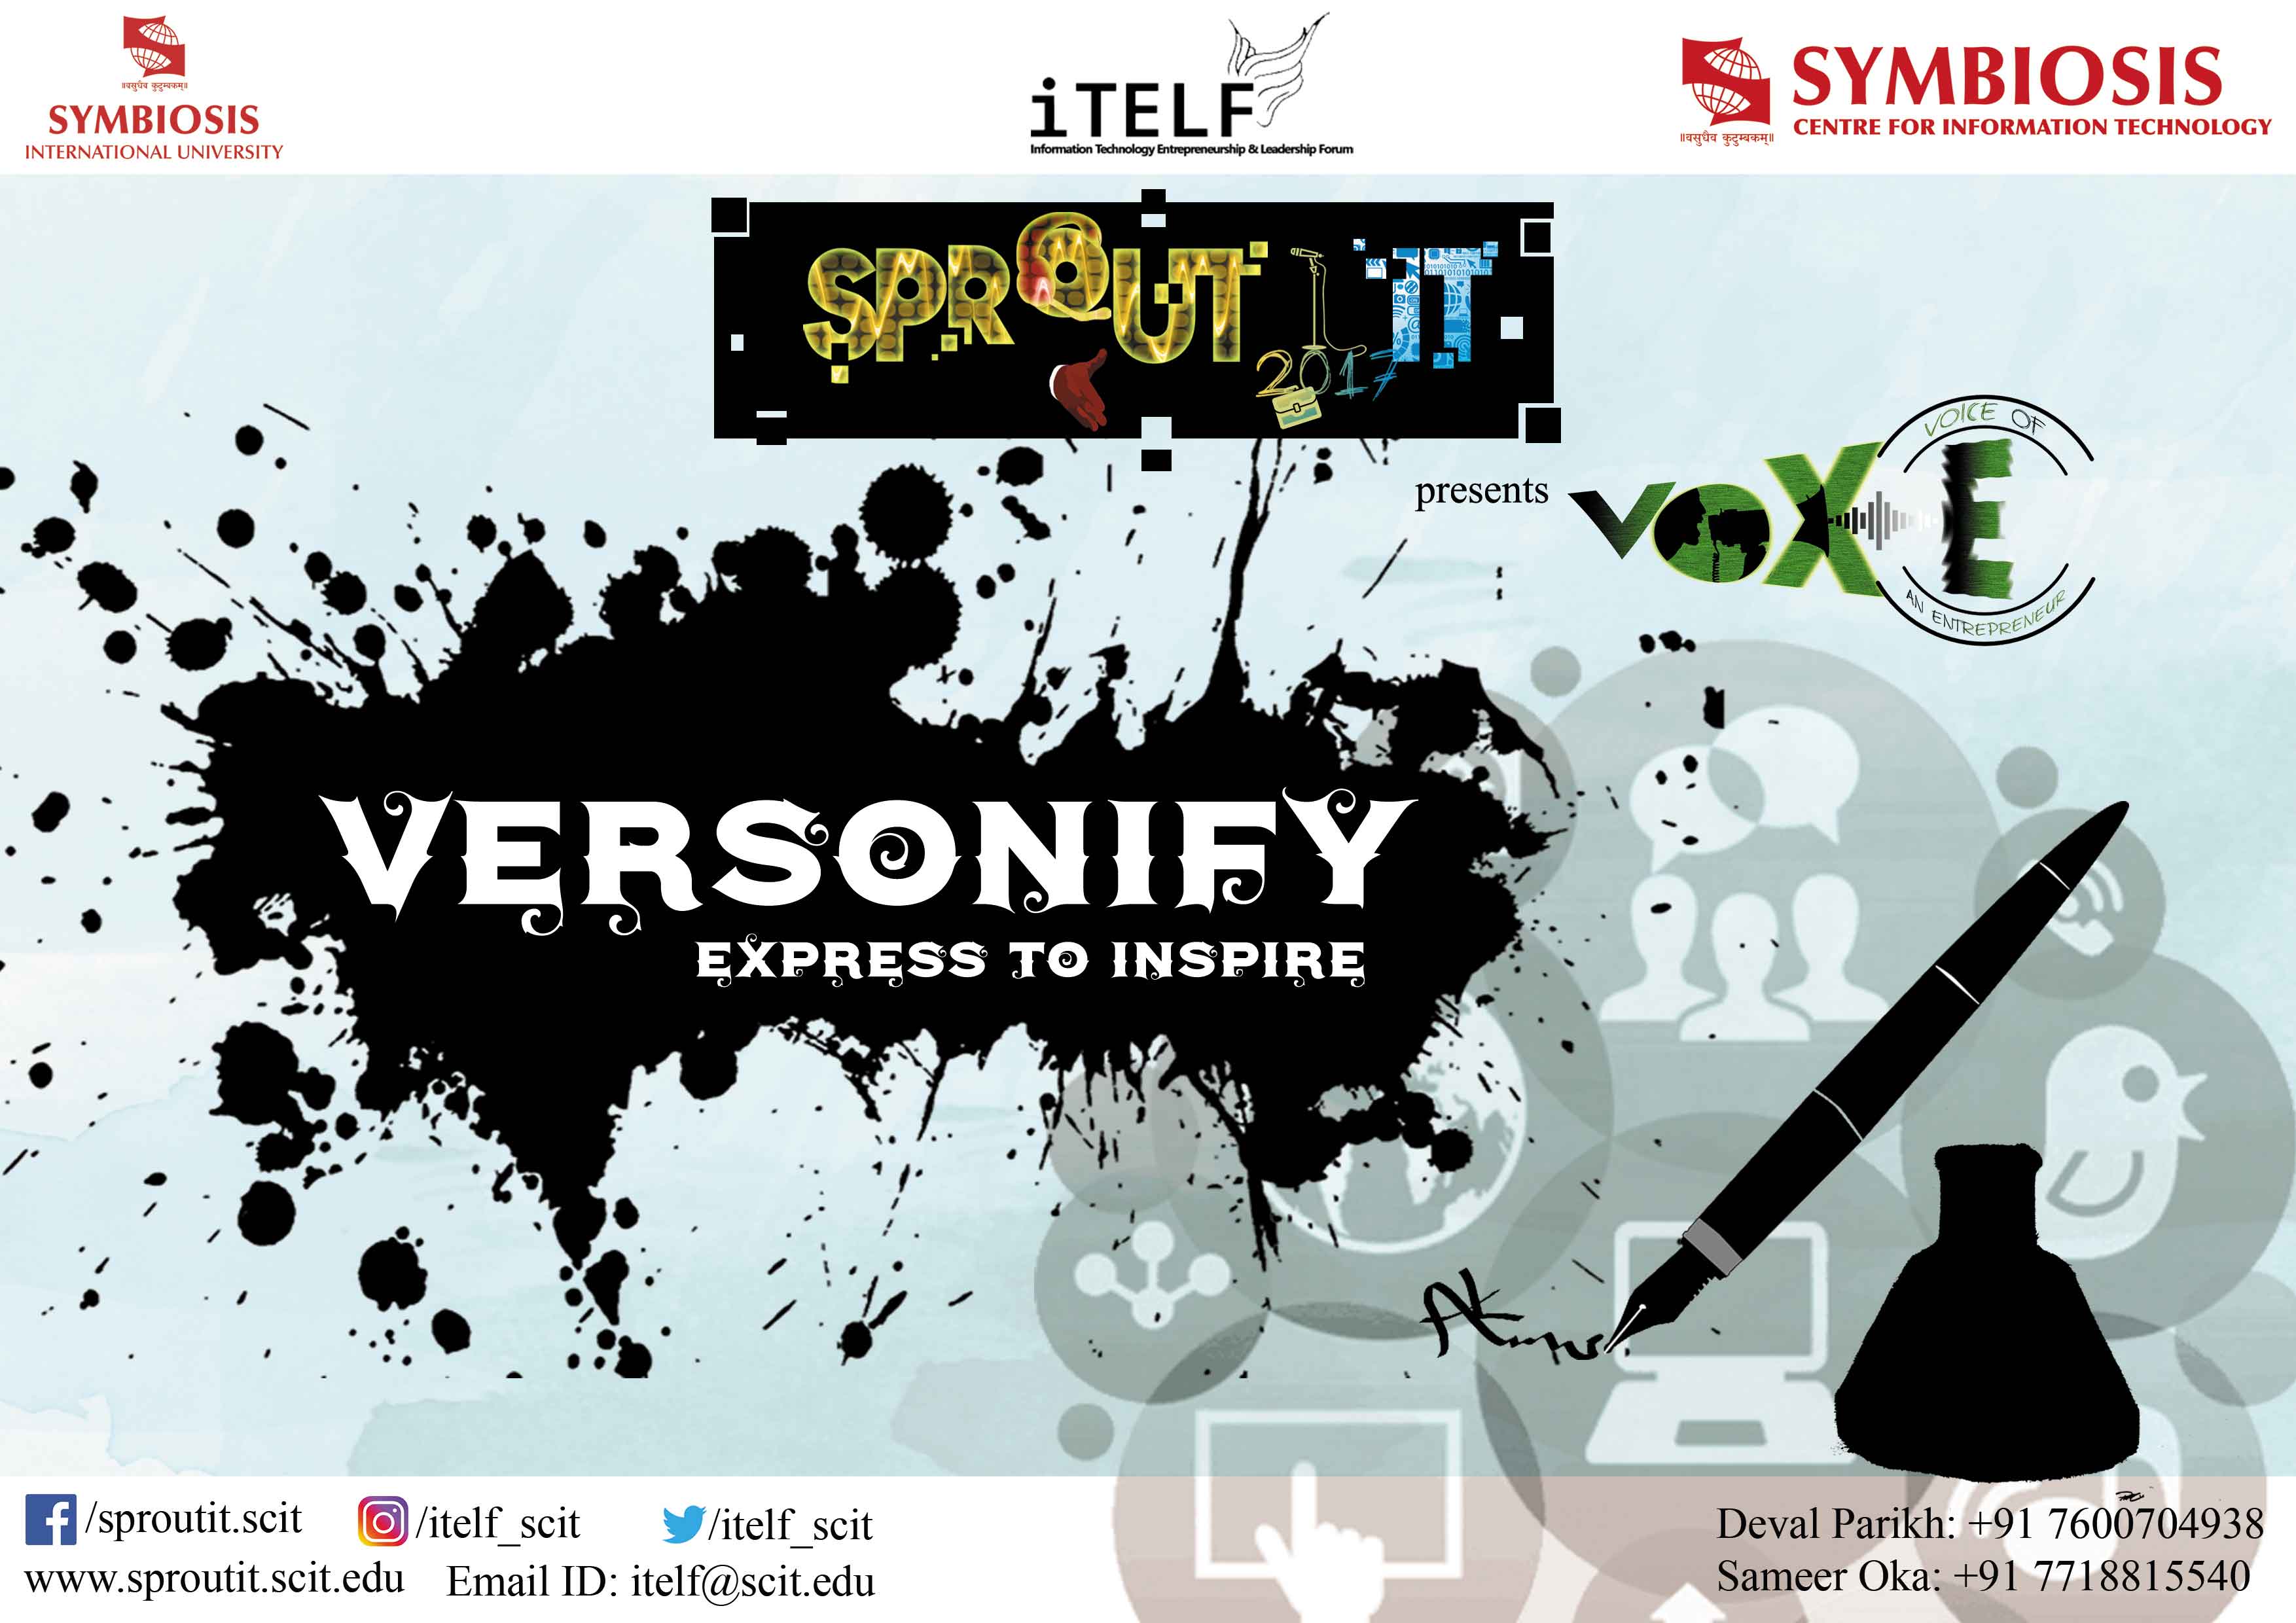 ॥वसुधैव कुटुम्बकम्॥
SYMBIOSIS
INTERNATIONAL UNIVERSITY
iTELF
Information Technology Entrepreneurship & Leadership Forum
॥वसुधैव कुटुम्बकम्॥
SYMBIOSIS
CENTRE FOR INFORMATION TECHNOLOGY
SPROUT IT
2017
presents
VOICE OF
VOXE
AN ENTREPRENEUR
VERSONIFY
EXPRESS TO INSPIRE
/sproutit.scit
/itelf_scit
/itelf_scit
www.sproutit.scit.edu
Email ID: itelf@scit.edu
Deval Parikh: +91 7600704938
Sameer Oka: +91 7718815540